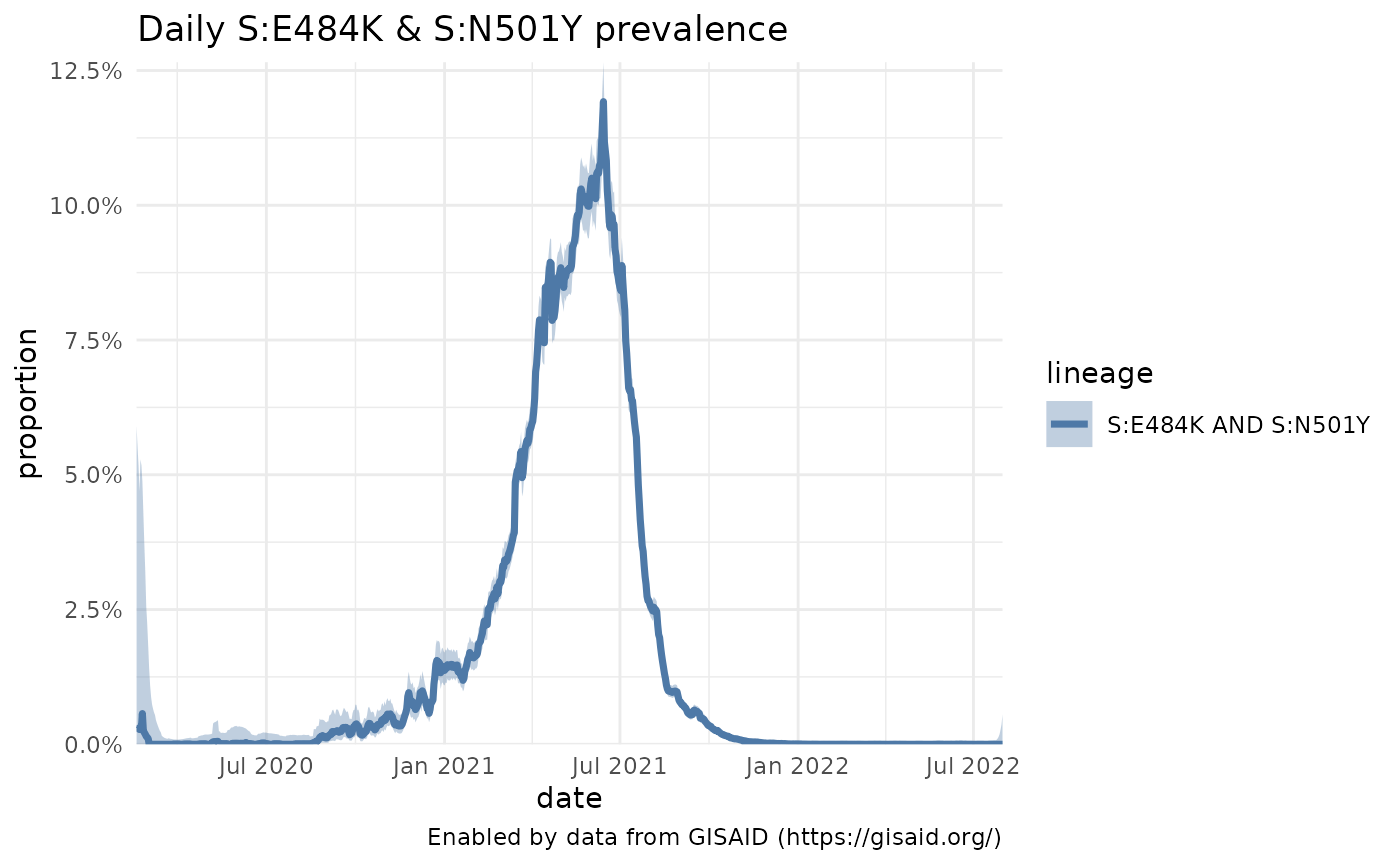 Daily S:E484K & S:N501Y prevalence
12.5%
10.0%
7.5%
5.0%
2.5%
0.0%
proportion
Jul 2020
Jan 2021
Jul 2021
Jan 2022
Jul 2022
date
lineage
S:E484K AND S:N501Y
Enabled by data from GISAID (https://gisaid.org/)